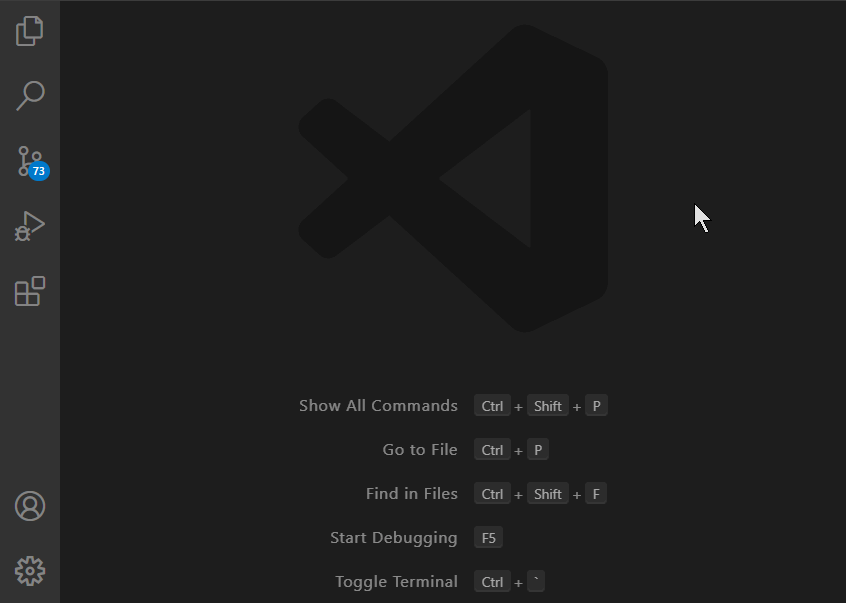 73
Show All Commands Ctrl + Shift + P
Go to File Ctrl + P
Find in Files Ctrl + Shift + F
Start Debugging F5
Toggle Terminal Ctrl + `